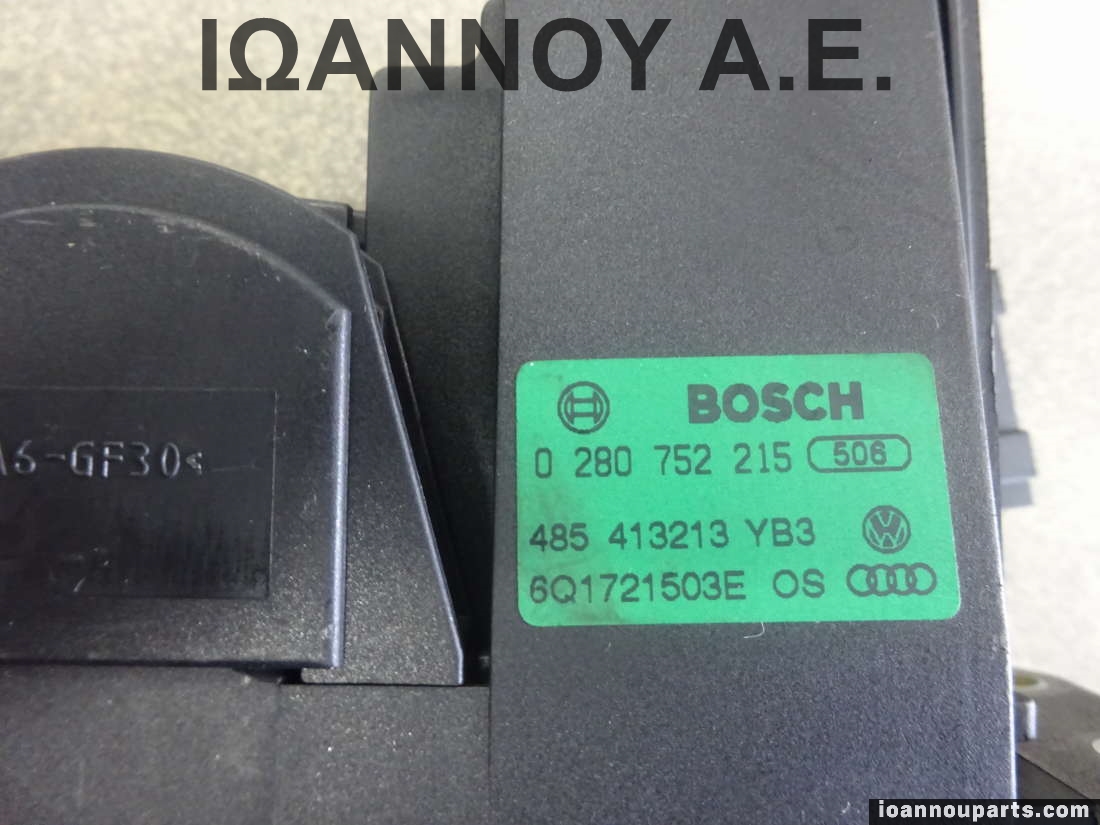 ΙΩΑΝΝΟΥ Α.Ε.
BOSCH
0 280 752 215 506
A6-GF30<
485 413213 YB3
6Q1721503E OS
ioannouparts.com